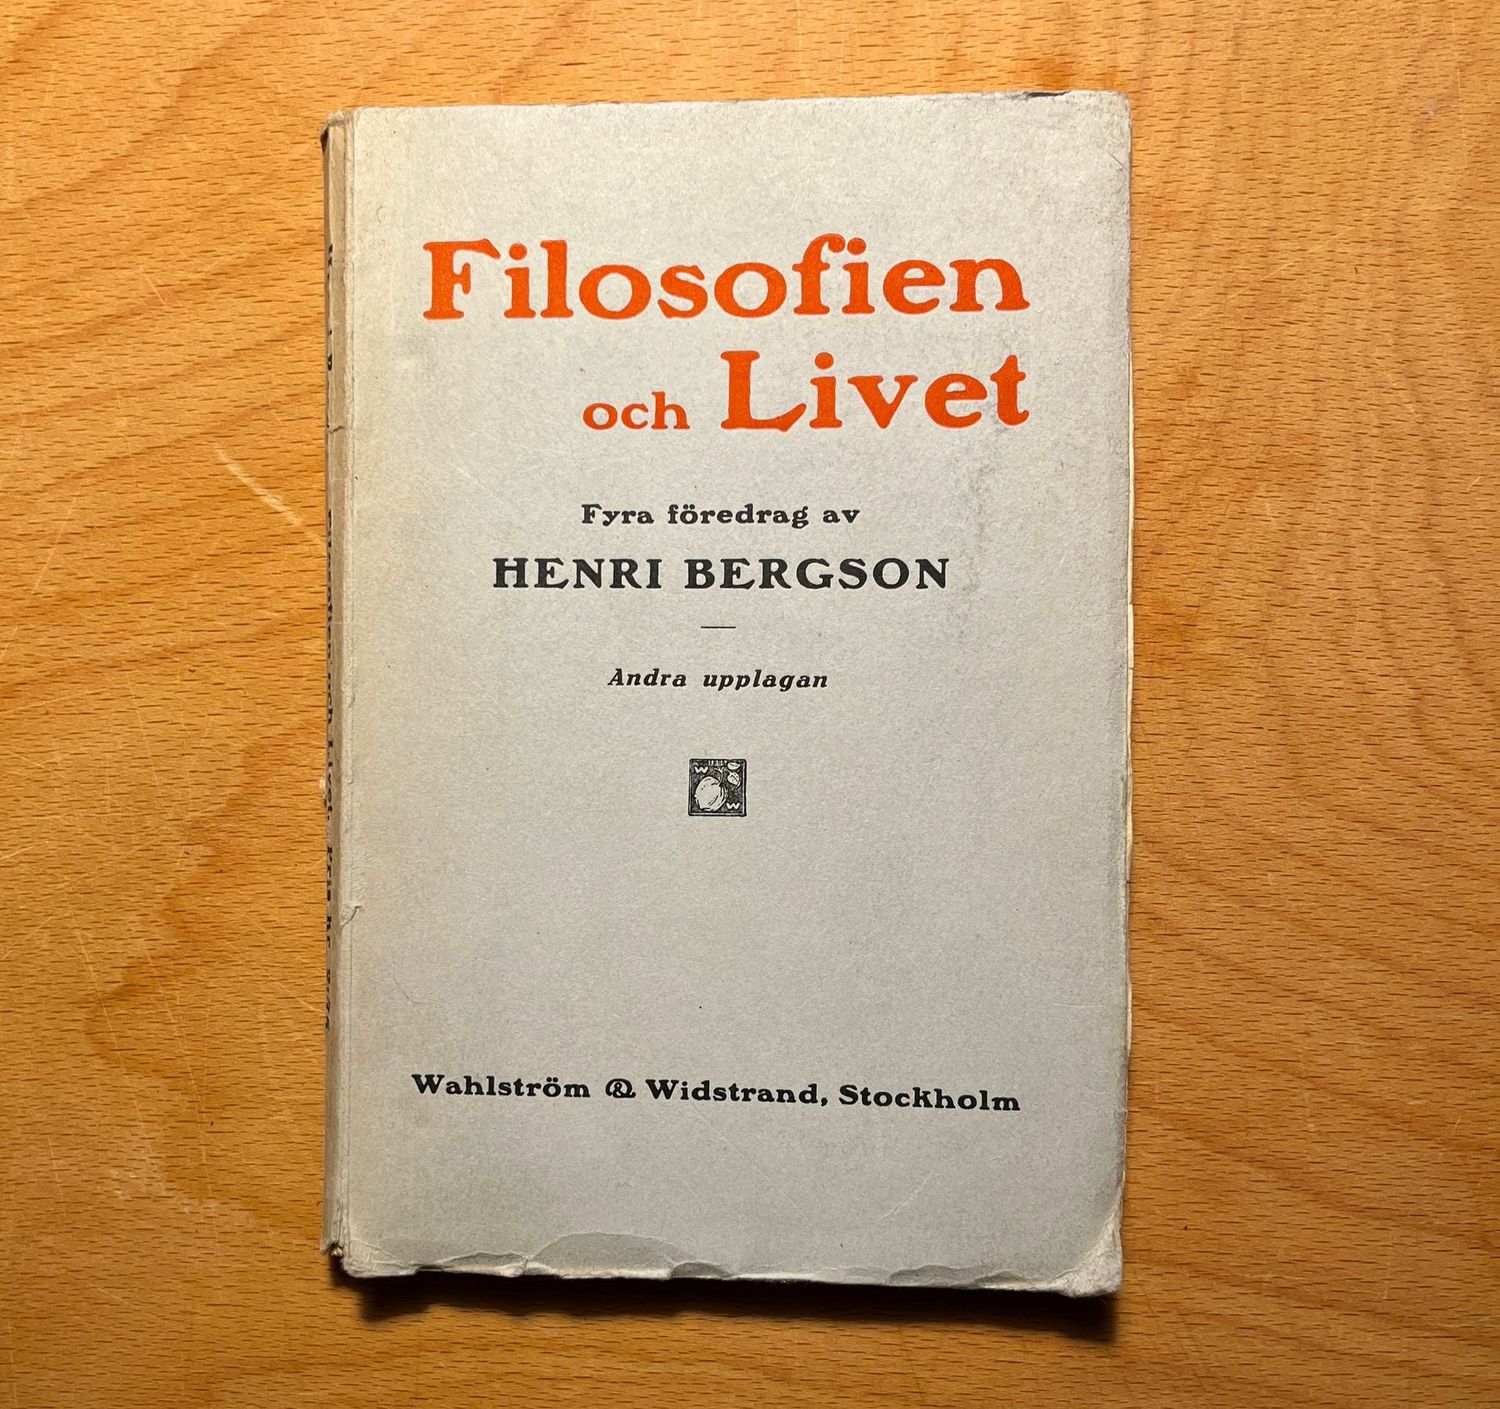 Filosofien
och Livet
Fyra föredrag av
HENRI BERGSON
Andra upplagan
W
W
Wahlström & Widstrand, Stockholm